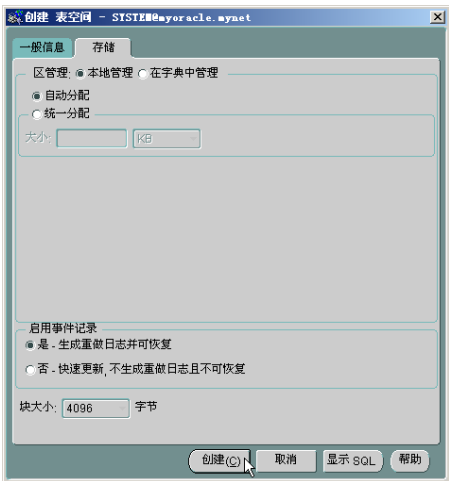 创建 表空间 - SYSTEM@myoracle.mynet
一般信息 存储
区管理: 本地管理 在字典中管理
自动分配
统一分配
大小: KB
启用事件记录
是 - 生成重做日志并可恢复
否 - 快速更新, 不生成重做日志且不可恢复
块大小: 4096 字节
创建(C) 取消 显示 SQL 帮助